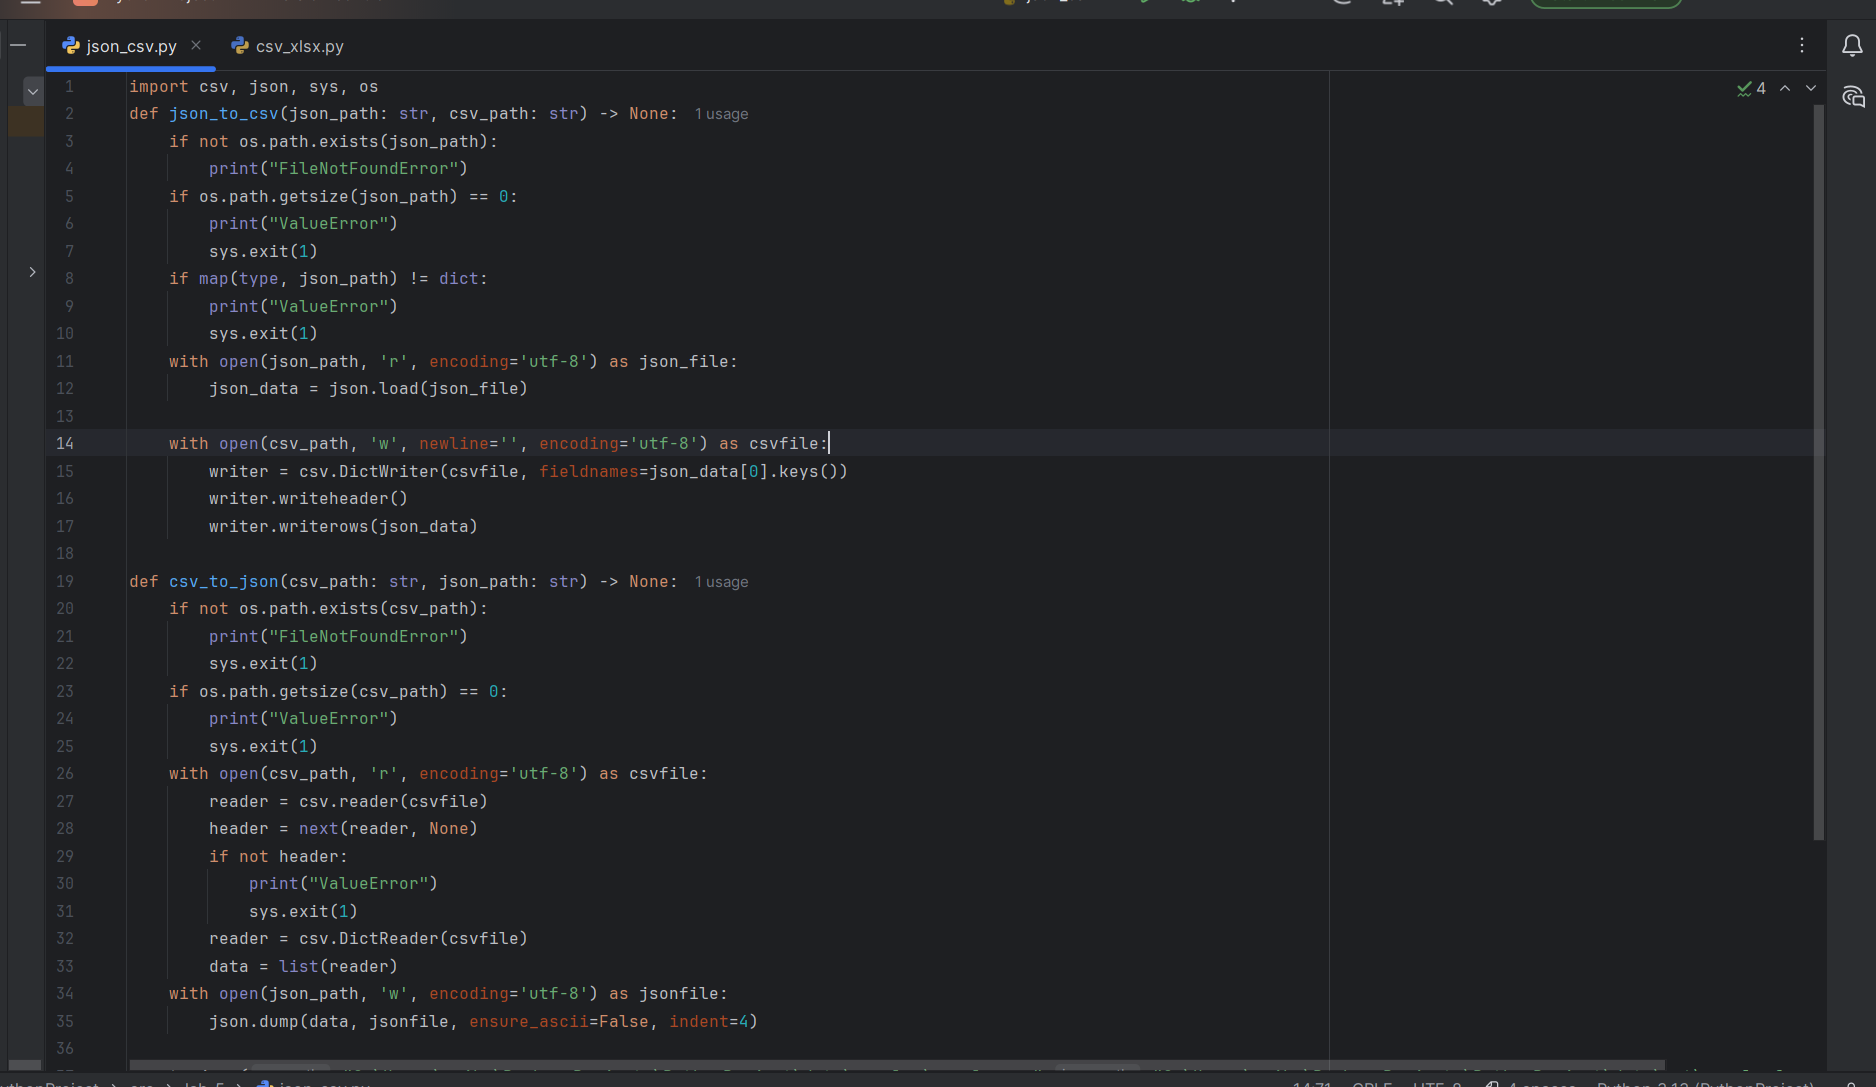 json_csv.py
csv_xlsx.py
4
1 import csv, json, sys, os
2 def json_to_csv(json_path: str, csv_path: str) -> None: 1 usage
3     if not os.path.exists(json_path):
4         print("FileNotFoundError")
5     if os.path.getsize(json_path) == 0:
6         print("ValueError")
7         sys.exit(1)
8     if map(type, json_path) != dict:
9         print("ValueError")
10         sys.exit(1)
11     with open(json_path, 'r', encoding='utf-8') as json_file:
12         json_data = json.load(json_file)
13
14     with open(csv_path, 'w', newline='', encoding='utf-8') as csvfile:
15         writer = csv.DictWriter(csvfile, fieldnames=json_data[0].keys())
16         writer.writeheader()
17         writer.writerows(json_data)
18
19 def csv_to_json(csv_path: str, json_path: str) -> None: 1 usage
20     if not os.path.exists(csv_path):
21         print("FileNotFoundError")
22         sys.exit(1)
23     if os.path.getsize(csv_path) == 0:
24         print("ValueError")
25         sys.exit(1)
26     with open(csv_path, 'r', encoding='utf-8') as csvfile:
27         reader = csv.reader(csvfile)
28         header = next(reader, None)
29         if not header:
30             print("ValueError")
31             sys.exit(1)
32         reader = csv.DictReader(csvfile)
33         data = list(reader)
34     with open(json_path, 'w', encoding='utf-8') as jsonfile:
35         json.dump(data, jsonfile, ensure_ascii=False, indent=4)
36